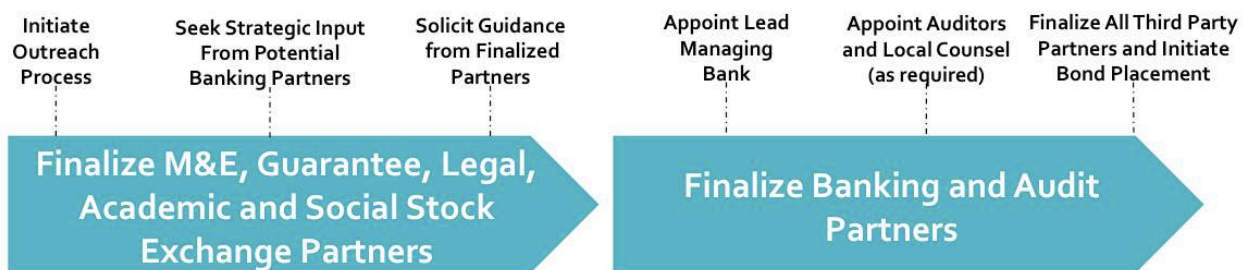 Initiate
Outreach
Process
Seek Strategic Input
From Potential
Banking Partners
Solicit Guidance
from Finalized
Partners
Appoint Lead
Managing
Bank
Appoint Auditors
and Local Counsel
(as required)
Finalize All Third Party
Partners and Initiate
Bond Placement
Finalize M&E, Guarantee, Legal,
Academic and Social Stock
Exchange Partners
Finalize Banking and Audit
Partners